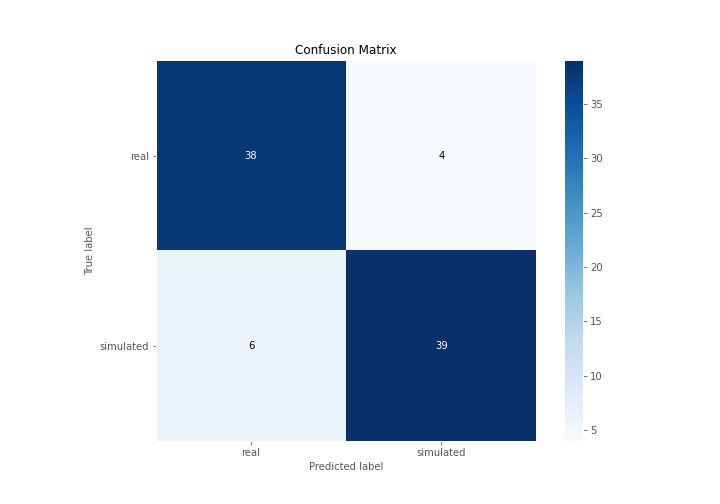 Confusion Matrix
True label
real
simulated
38
4
6
39
real
simulated
Predicted label
35
30
25
20
15
10
5